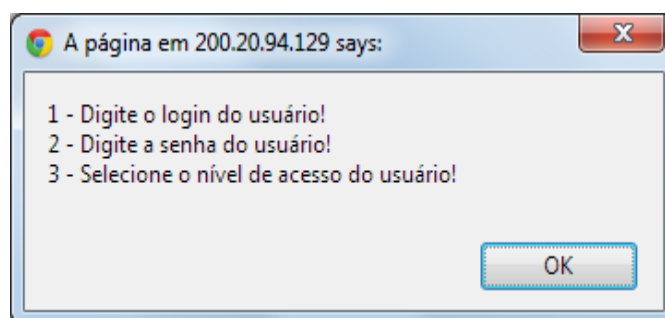 A página em 200.20.94.129 says:
1 - Digite o login do usuário!
2 - Digite a senha do usuário!
3 - Selecione o nível de acesso do usuário!
OK